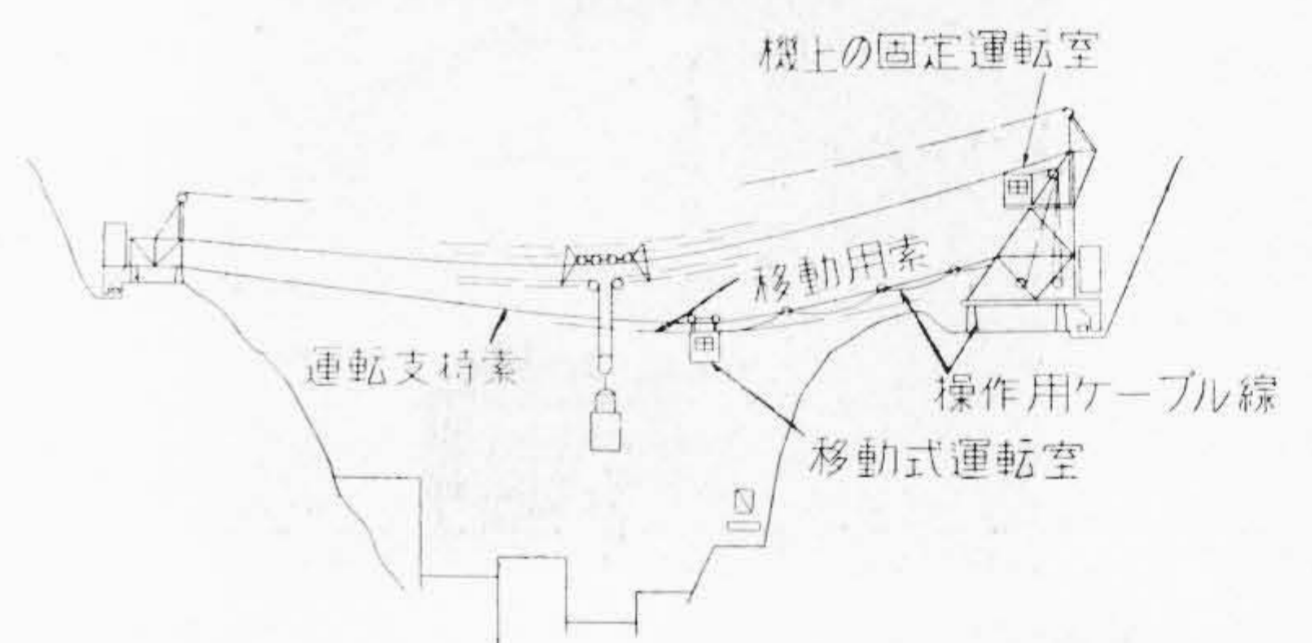 機上の固定運転室
移動用索
運転支持索
操作用ケーブル線
移動式運転室